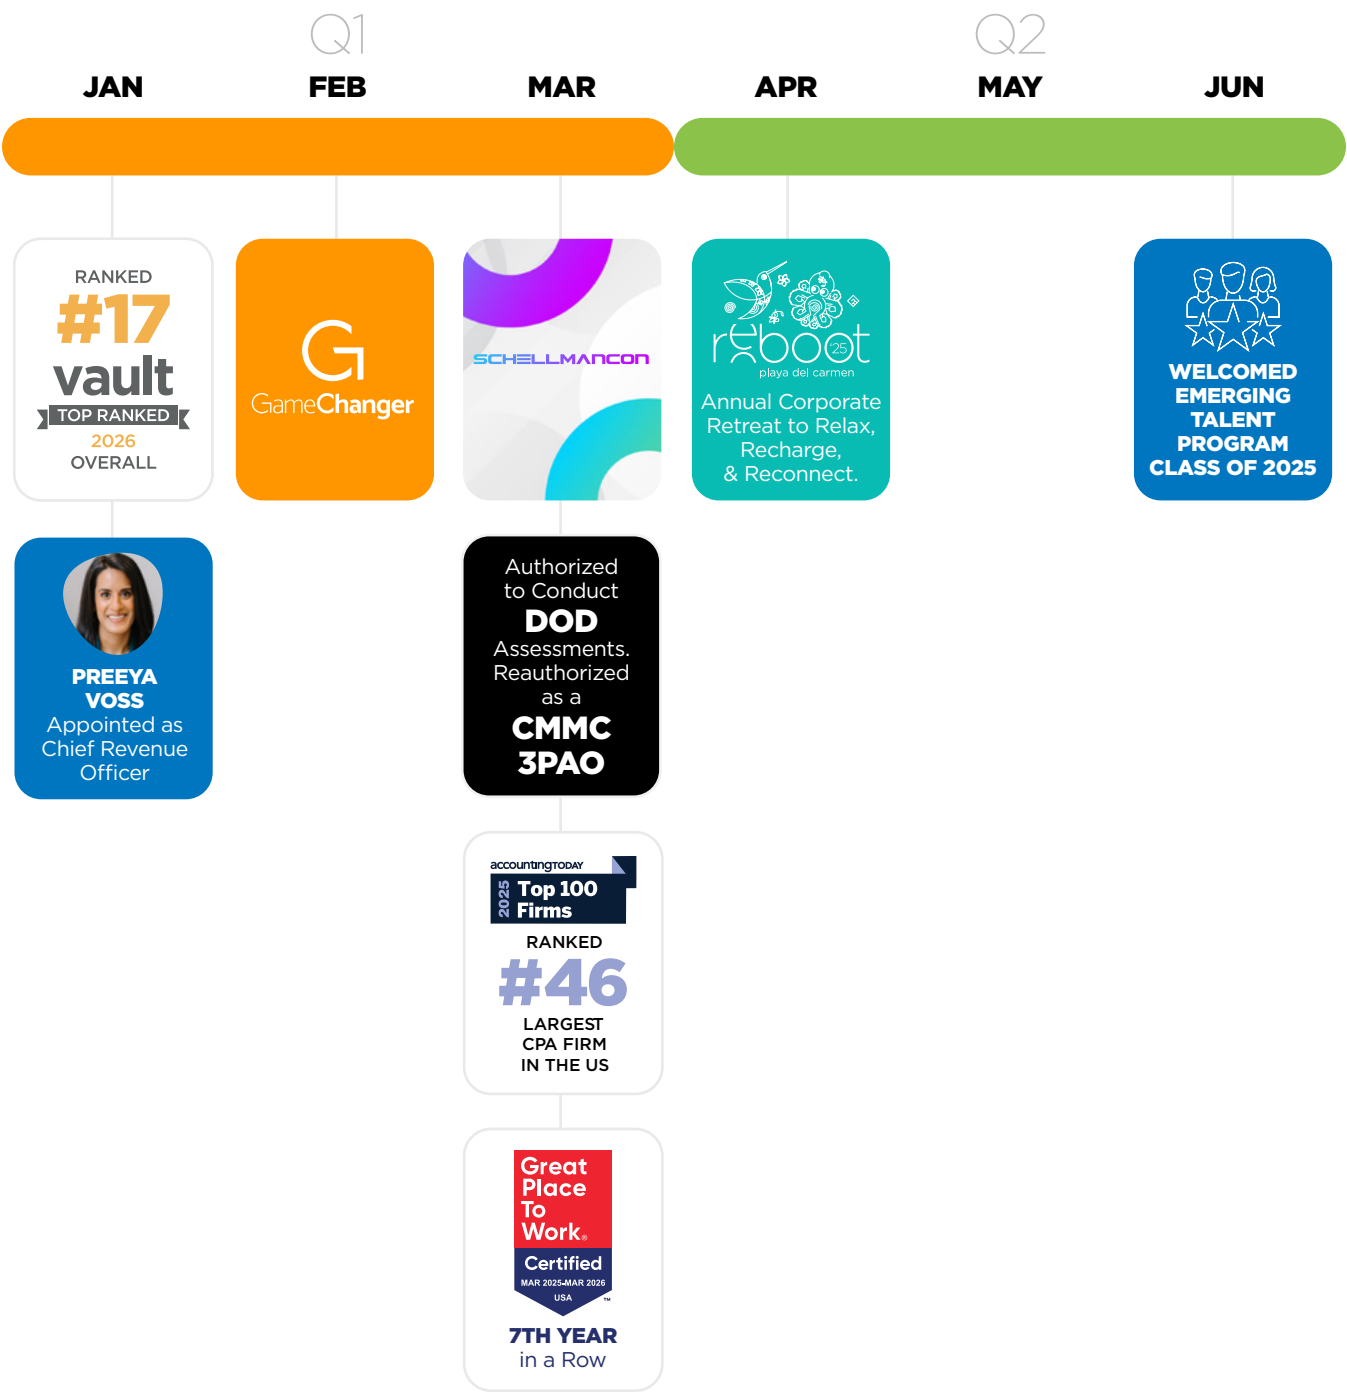 Q1
Q2
JAN
FEB
MAR
APR
MAY
JUN
RANKED
#17
vault
TOP RANKED
2026
OVERALL
PREEYA
VOSS
Appointed as
Chief Revenue
Officer
G
GameChanger
SCHELLMANCON
Authorized
to Conduct
DOD
Assessments.
Reauthorized
as a
CMMC
3PAO
accountingTODAY
2025
Top 100
Firms
RANKED
#46
LARGEST
CPA FIRM
IN THE US
Great
Place
To
Work®
Certified
MAR 2025-MAR 2026
USA
™
7TH YEAR
in a Row
reboot
'25
playa del carmen
Annual Corporate
Retreat to Relax,
Recharge,
& Reconnect.
WELCOMED
EMERGING
TALENT
PROGRAM
CLASS OF 2025